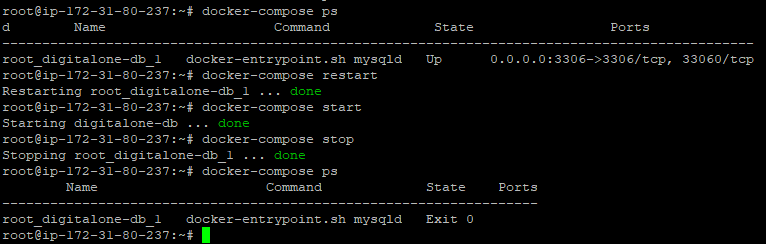 root@ip-172-31-80-237:~# docker-compose ps
d        Name                     Command               State                 Ports
----------------------------------------------------------------------------------------------
root_digitalone-db_1   docker-entrypoint.sh mysqld   Up      0.0.0.0:3306->3306/tcp, 33060/tcp
root@ip-172-31-80-237:~# docker-compose restart
Restarting root_digitalone-db_1 ... done
root@ip-172-31-80-237:~# docker-compose start
Starting digitalone-db ... done
root@ip-172-31-80-237:~# docker-compose stop
Stopping root_digitalone-db_1 ... done
root@ip-172-31-80-237:~# docker-compose ps
        Name                     Command             State    Ports
-------------------------------------------------------------------
root_digitalone-db_1   docker-entrypoint.sh mysqld   Exit 0
root@ip-172-31-80-237:~#